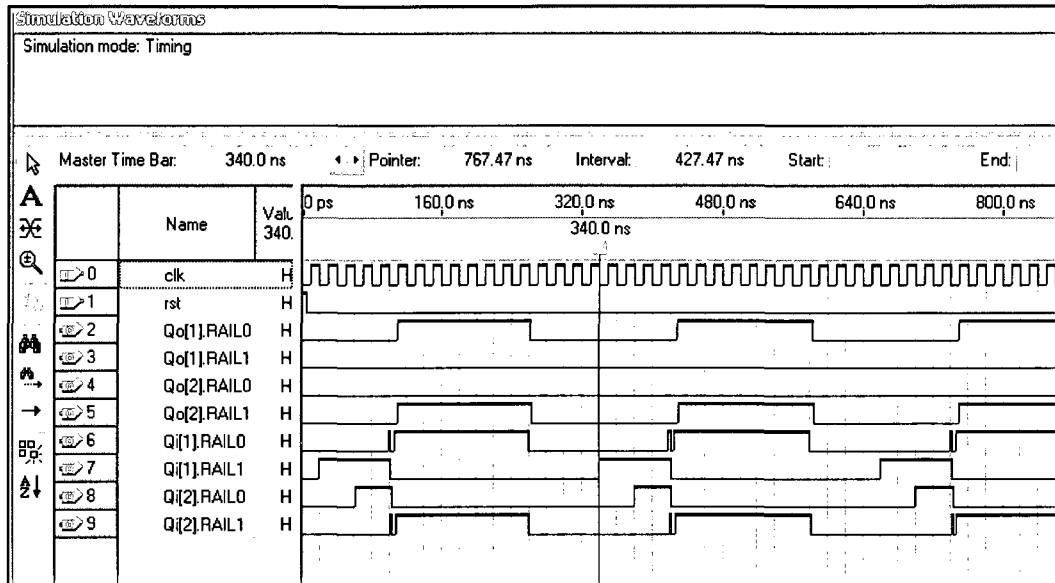 Simulation Waveforms
Simulation mode: Timing
Master Time Bar: 340.0 ns Pointer: 767.47 ns Interval: 427.47 ns Start: End:
Name Valu 340.
0 ps 160.0 ns 320.0 ns 480.0 ns 640.0 ns 800.0 ns
340.0 ns
0 clk H
1 rst H
2 Qo[1].RAIL0 H
3 Qo[1].RAIL1 H
4 Qo[2].RAIL0 H
5 Qo[2].RAIL1 H
6 Qi[1].RAIL0 H
7 Qi[1].RAIL1 H
8 Qi[2].RAIL0 H
9 Qi[2].RAIL1 H
A
A
Z